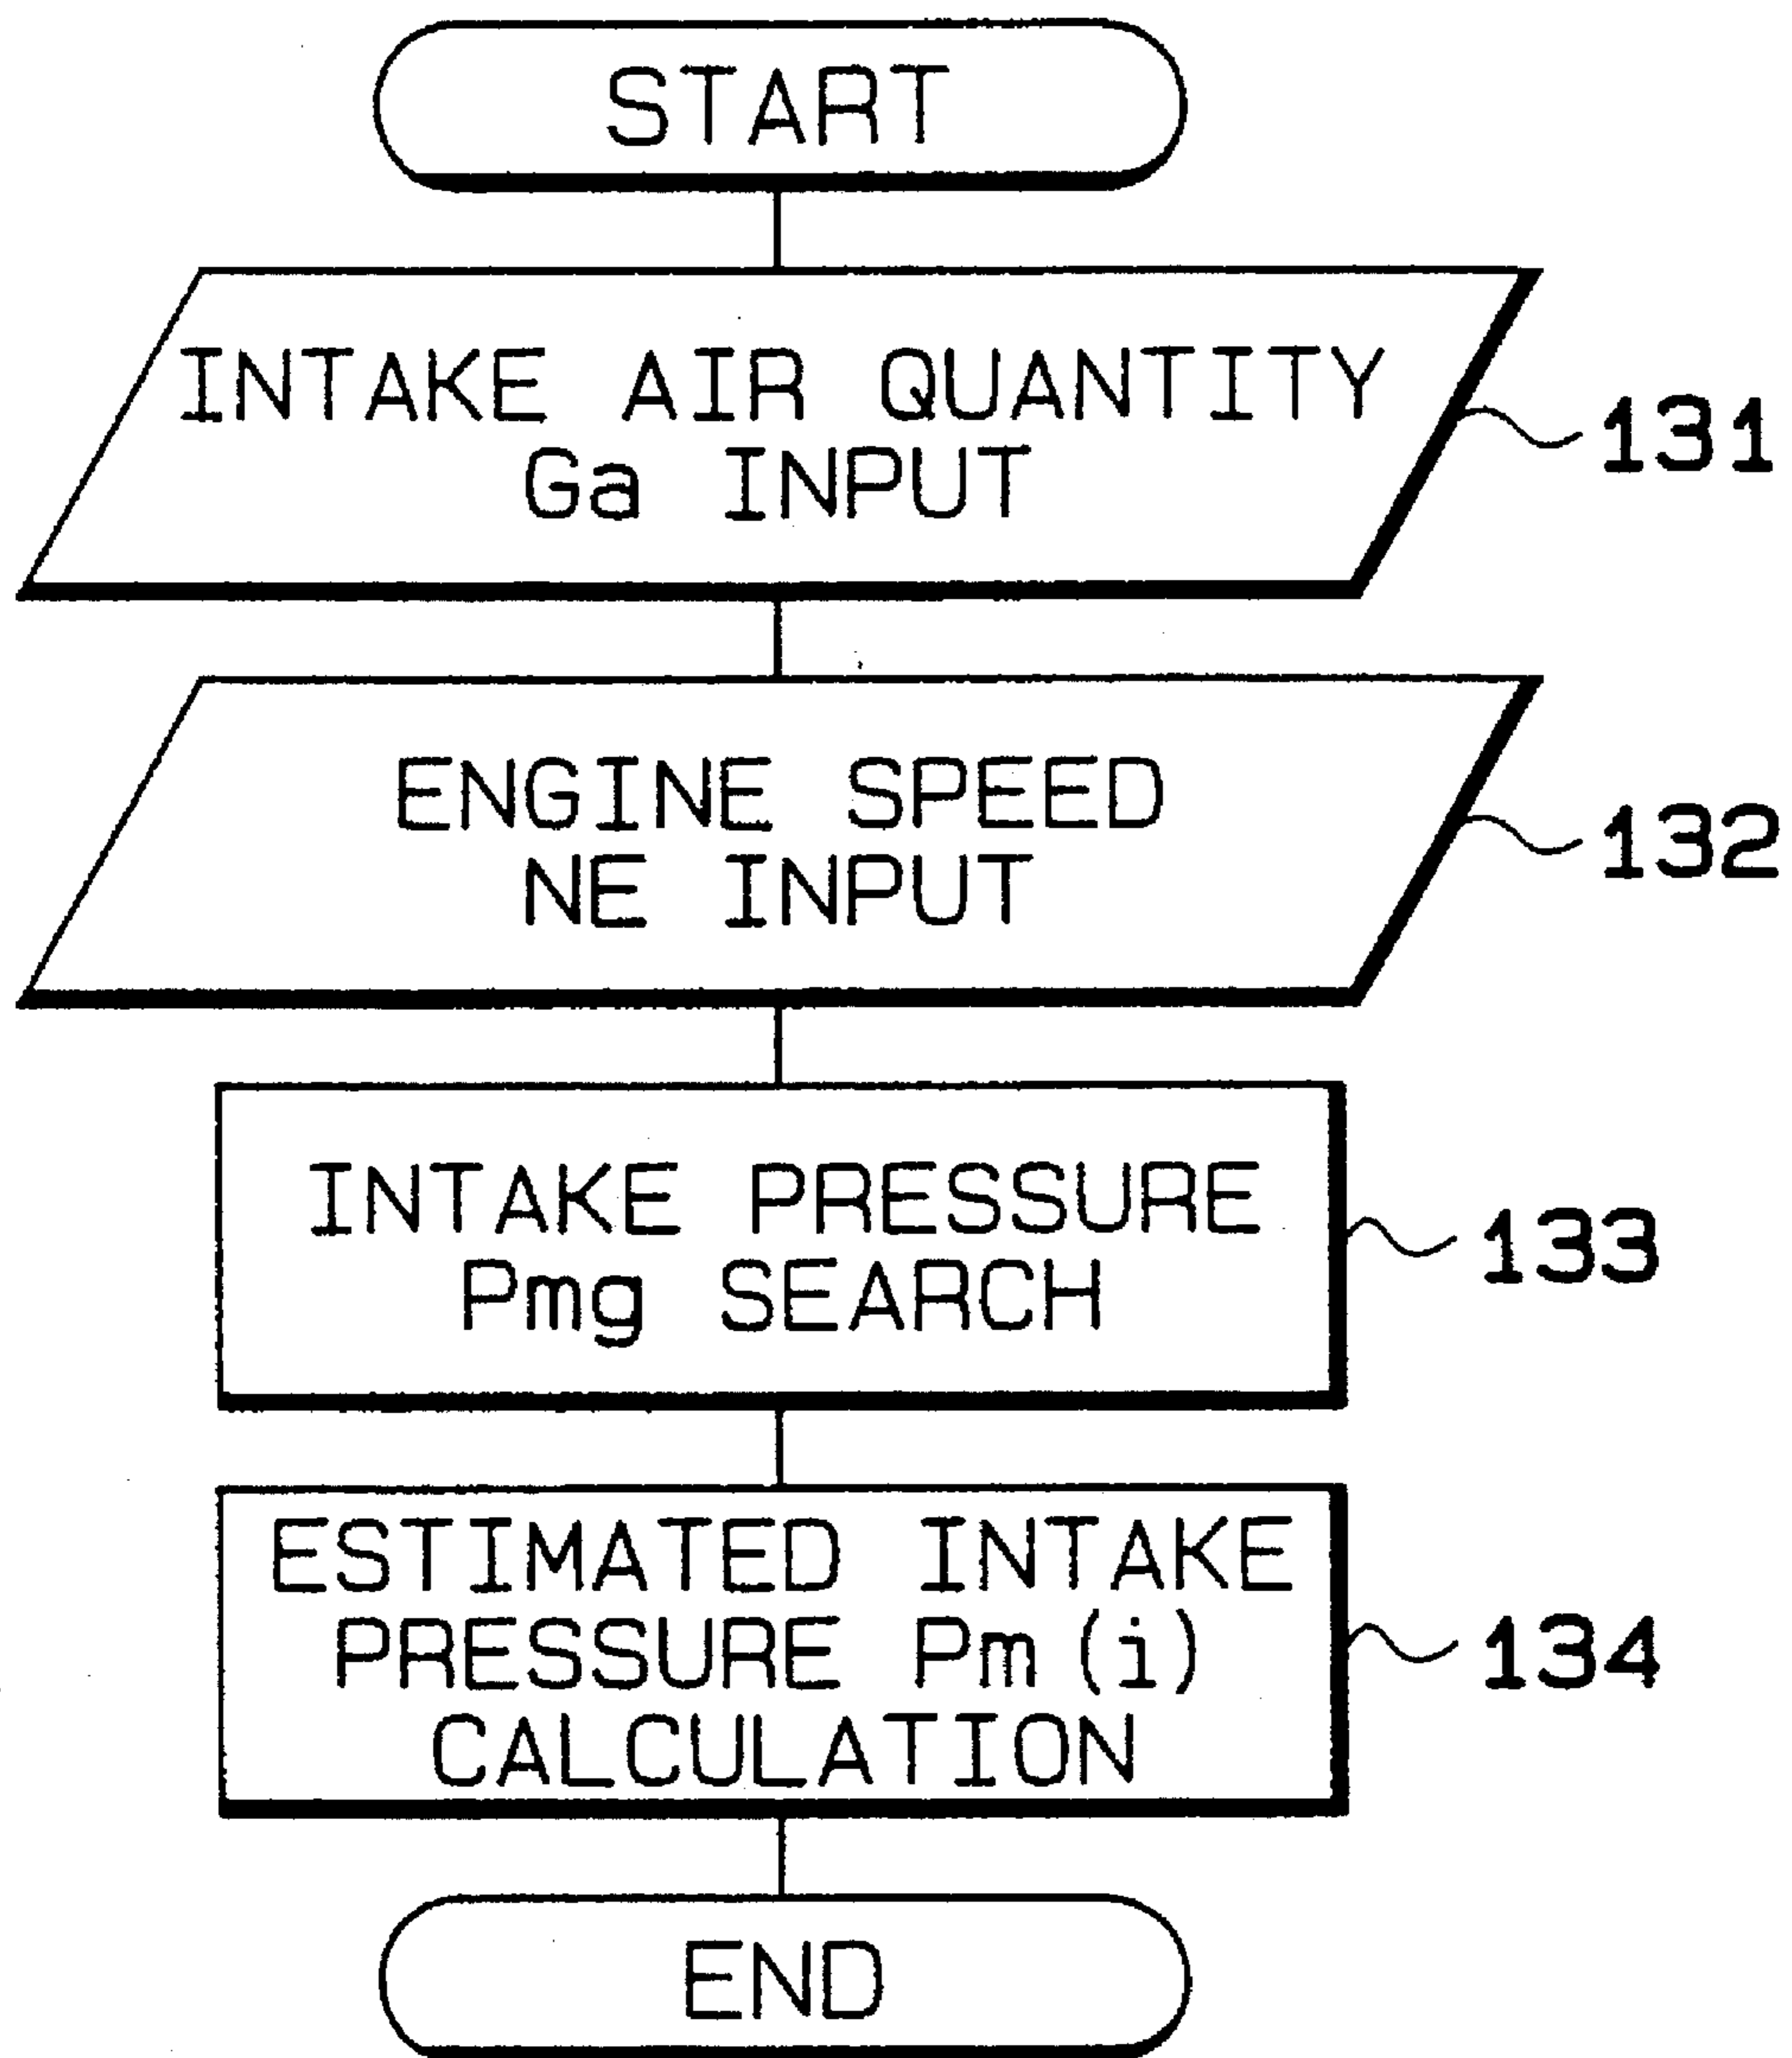 START
INTAKE AIR QUANTITY
Ga INPUT
131
ENGINE SPEED
NE INPUT
132
INTAKE PRESSURE
Pmg SEARCH
133
ESTIMATED INTAKE
PRESSURE Pm(i)
CALCULATION
134
END